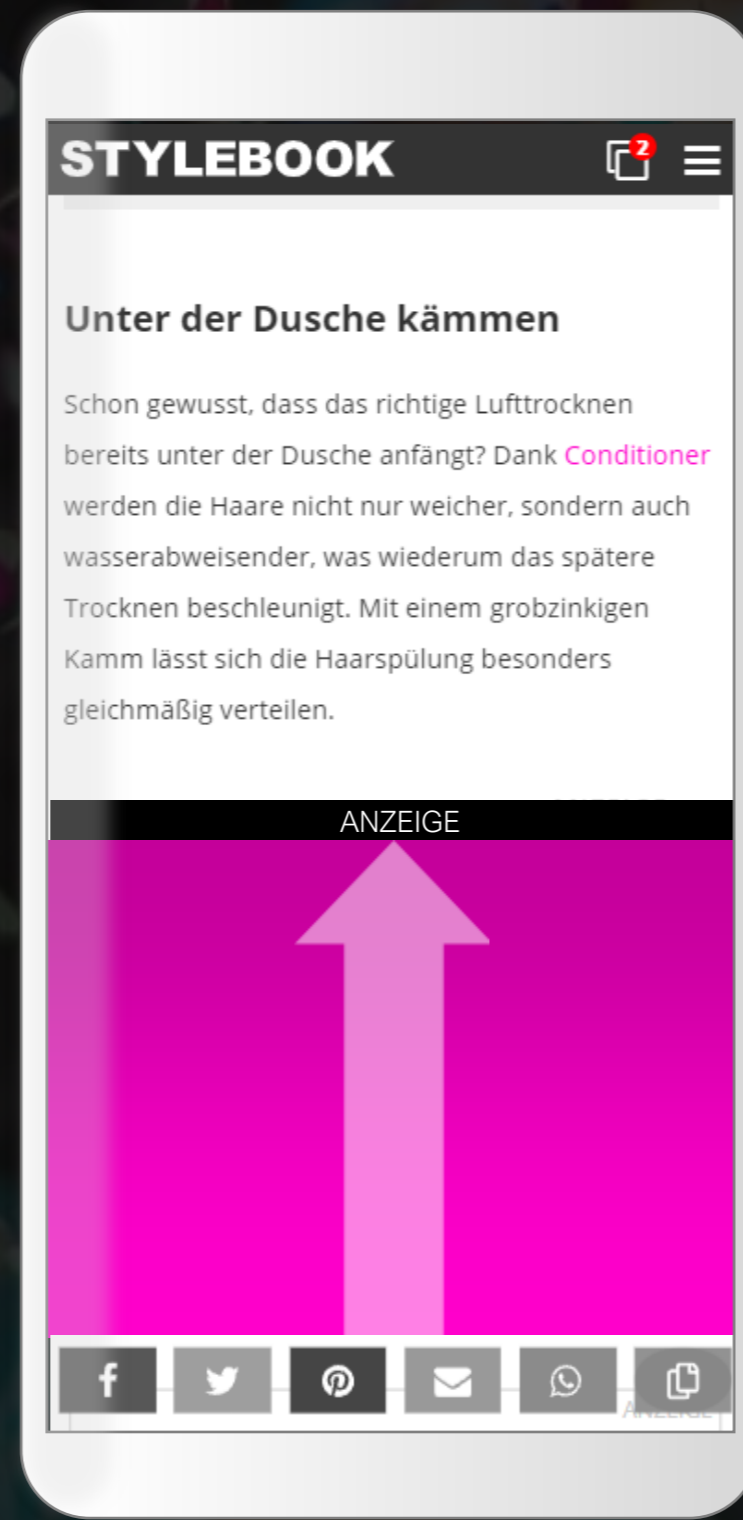 STYLEBOOK
2
Unter der Dusche kämmen
Schon gewusst, dass das richtige Lufttrocknen
bereits unter der Dusche anfängt? Dank Conditioner
werden die Haare nicht nur weicher, sondern auch
wasserabweisender, was wiederum das spätere
Trocknen beschleunigt. Mit einem grobzinkigen
Kamm lässt sich die Haarspülung besonders
gleichmäßig verteilen.
ANZEIGE
ANZEIGE